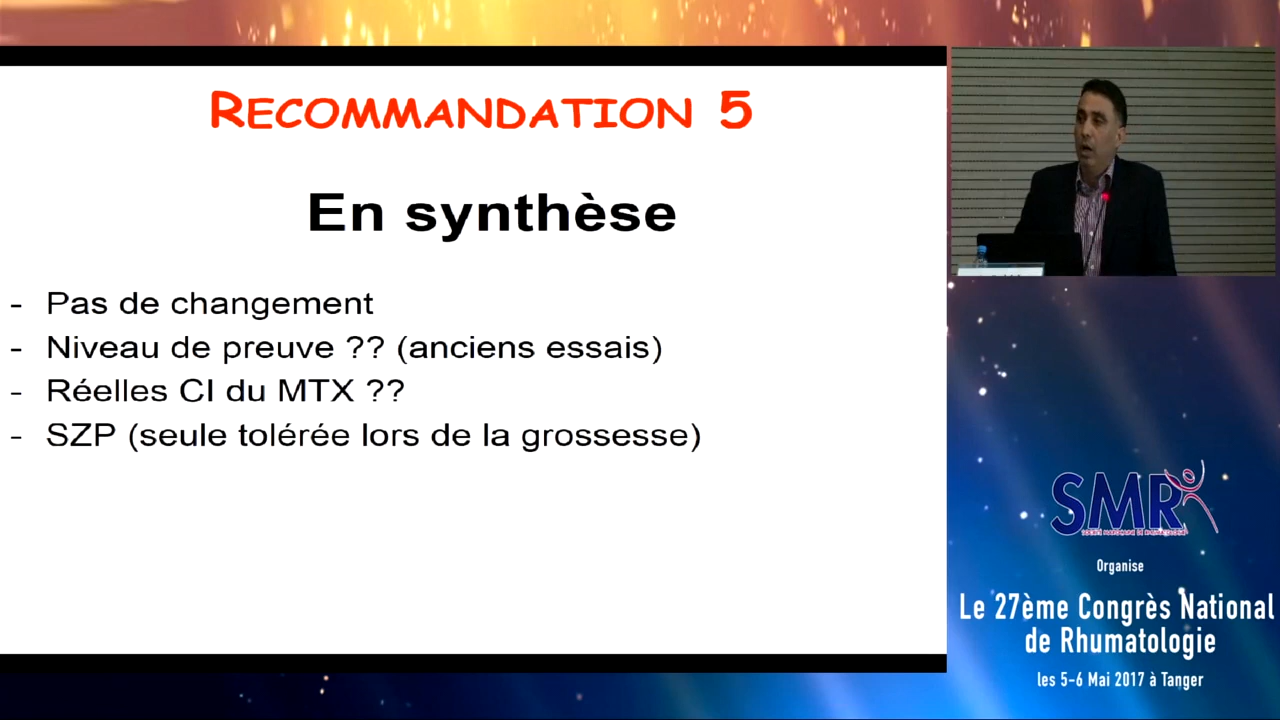 RECOMMANDATION 5
En synthèse
- Pas de changement
- Niveau de preuve ?? (anciens essais)
- Réelles CI du MTX ??
- SZP (seule tolérée lors de la grossesse)
SMR
Organise
Le 27ème Congrès National
de Rhumatologie
les 5-6 Mai 2017 à Tanger